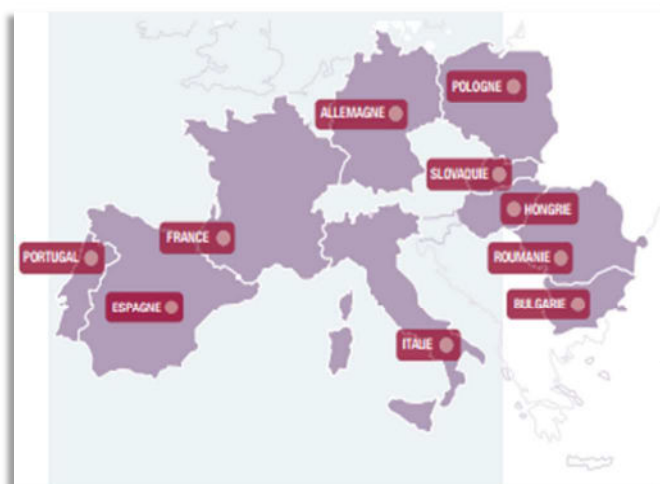 POLOGNE
ALLEMAGNE
SLOVAQUIE
HONGRIE
FRANCE
PORTUGAL
ROUMANIE
ESPAGNE
BULGARIE
ITALIE